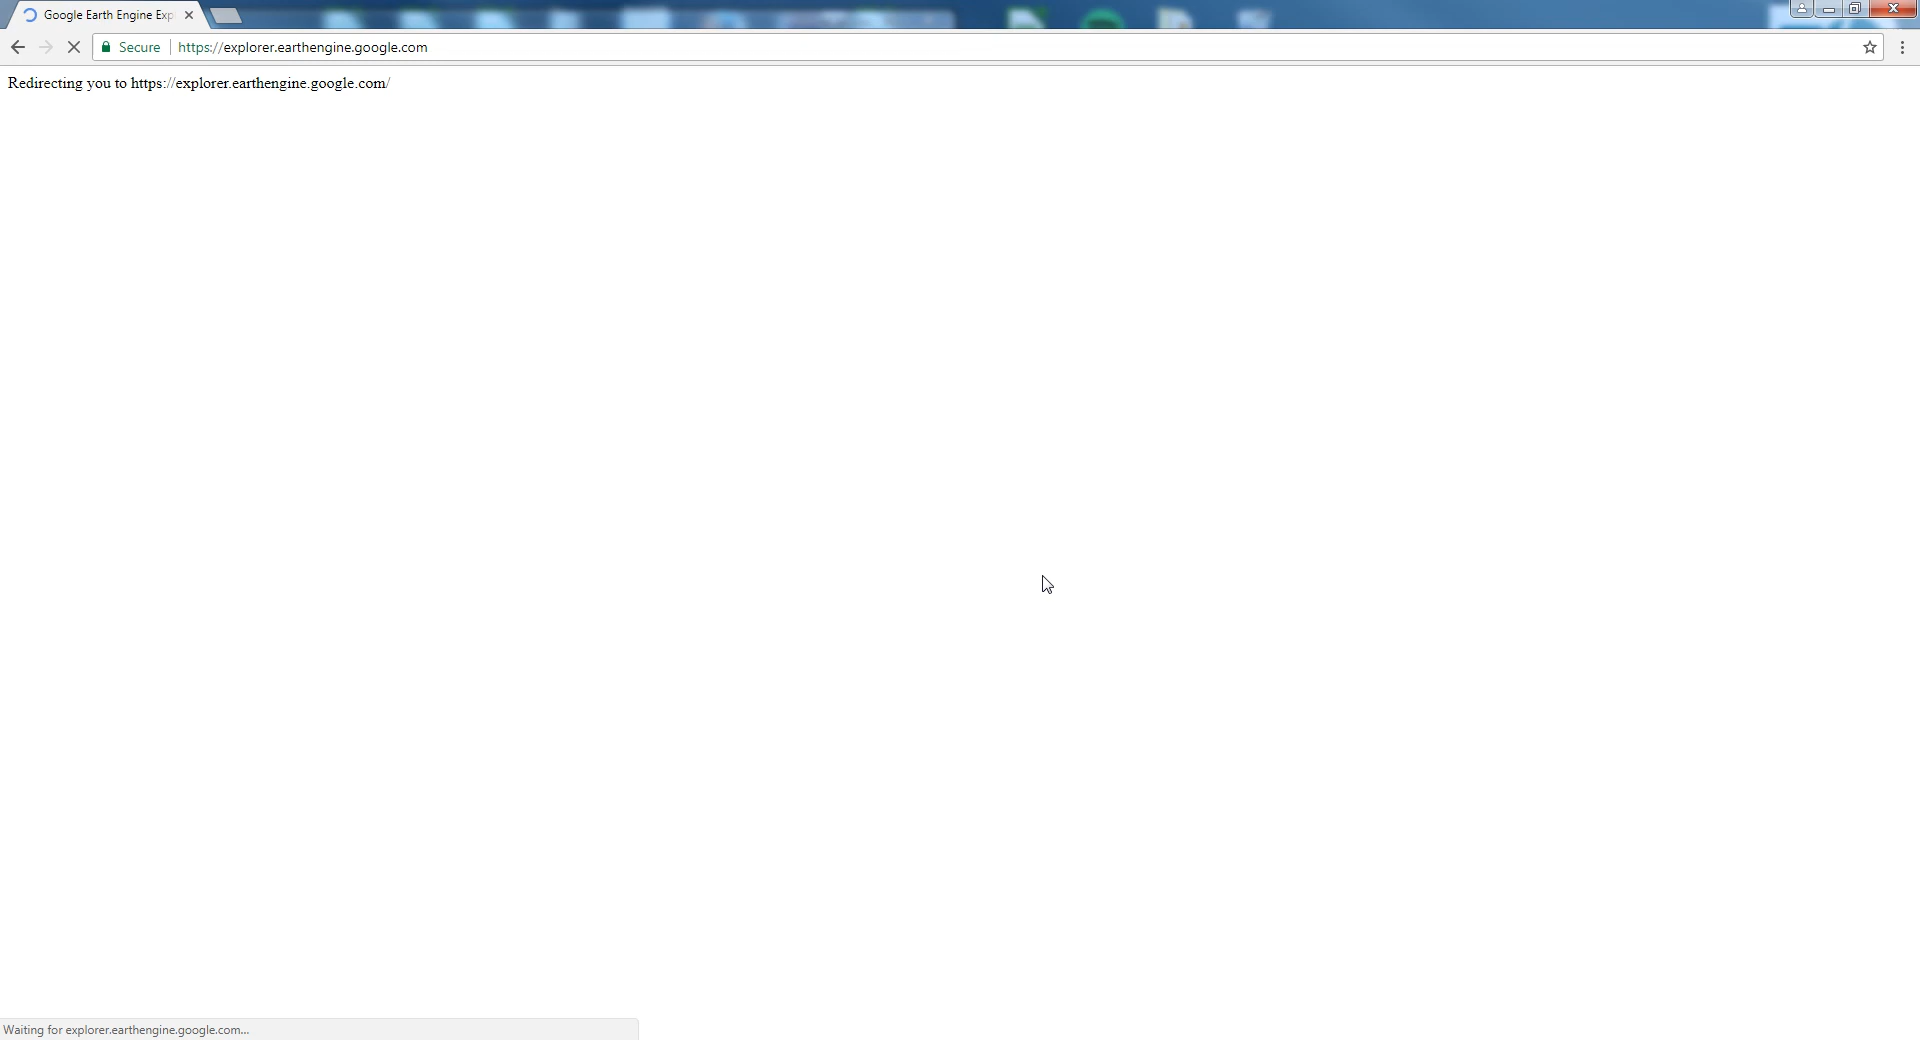 Google Earth Engine Exp
Secure
https://explorer.earthengine.google.com
Redirecting you to https://explorer.earthengine.google.com/
Waiting for explorer.earthengine.google.com...